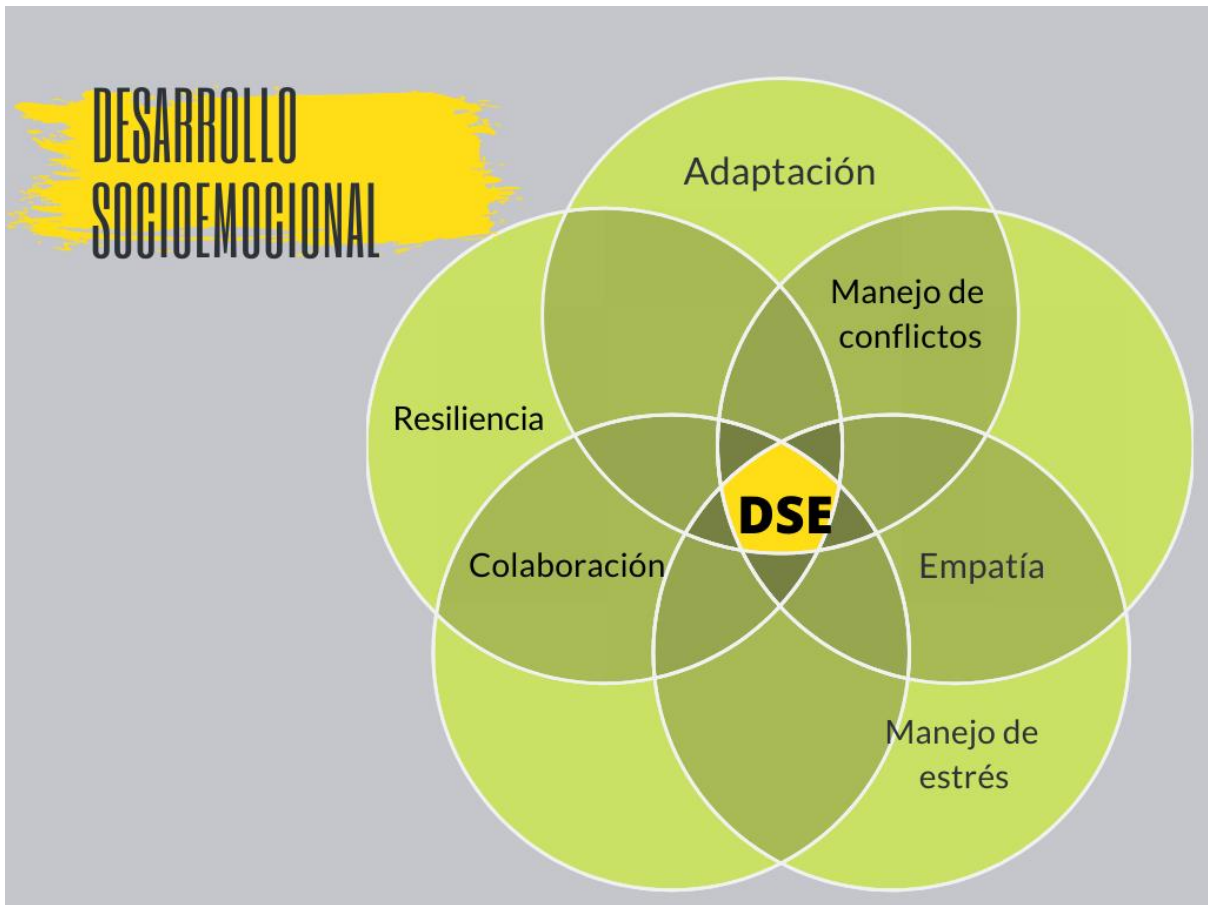 DESARROLLO
SOCIOEMOCIONAL
Adaptación
Manejo de
conflictos
Resiliencia
DSE
Colaboración
Empatía
Manejo de
estrés